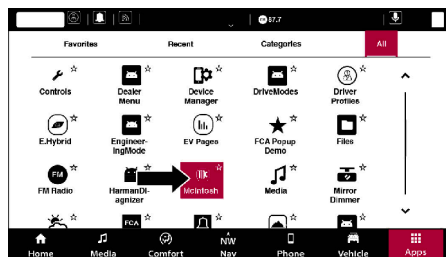 87.7
Favorites Recent Categories All
Controls Dealer Menu Device Manager DriveModes Driver Profiles
E.Hybrid Engineer-ingMode EV Pages FCA Popup Demo Files
FM
FM Radio HarmanDi-agnizer McIntosh Media Mirror Dimmer
FCA
NW
Home Media Comfort Nav Phone Vehicle Apps